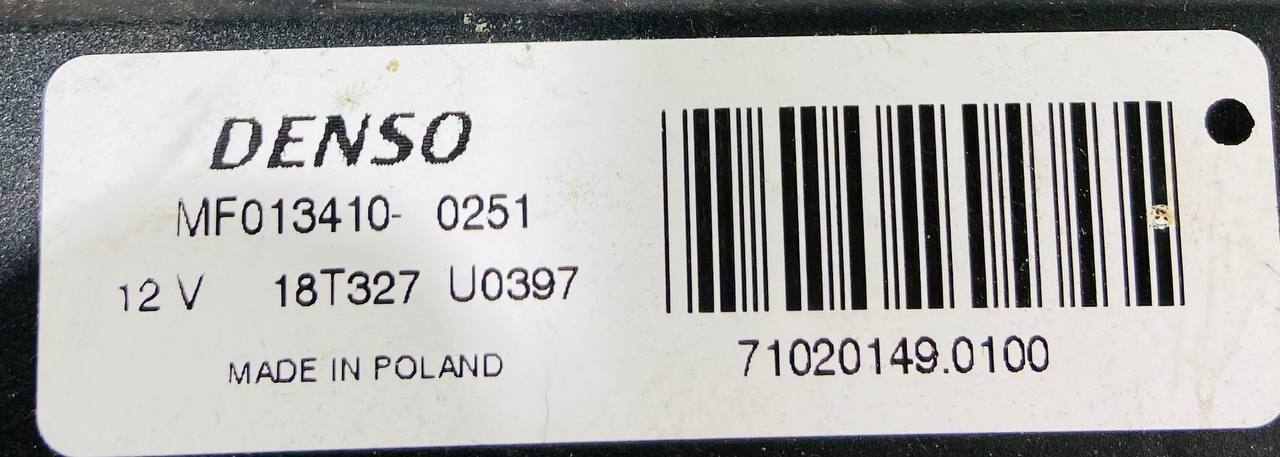 DENSO
MF013410- 0251
12 V 18T327 U0397
MADE IN POLAND
71020149.0100